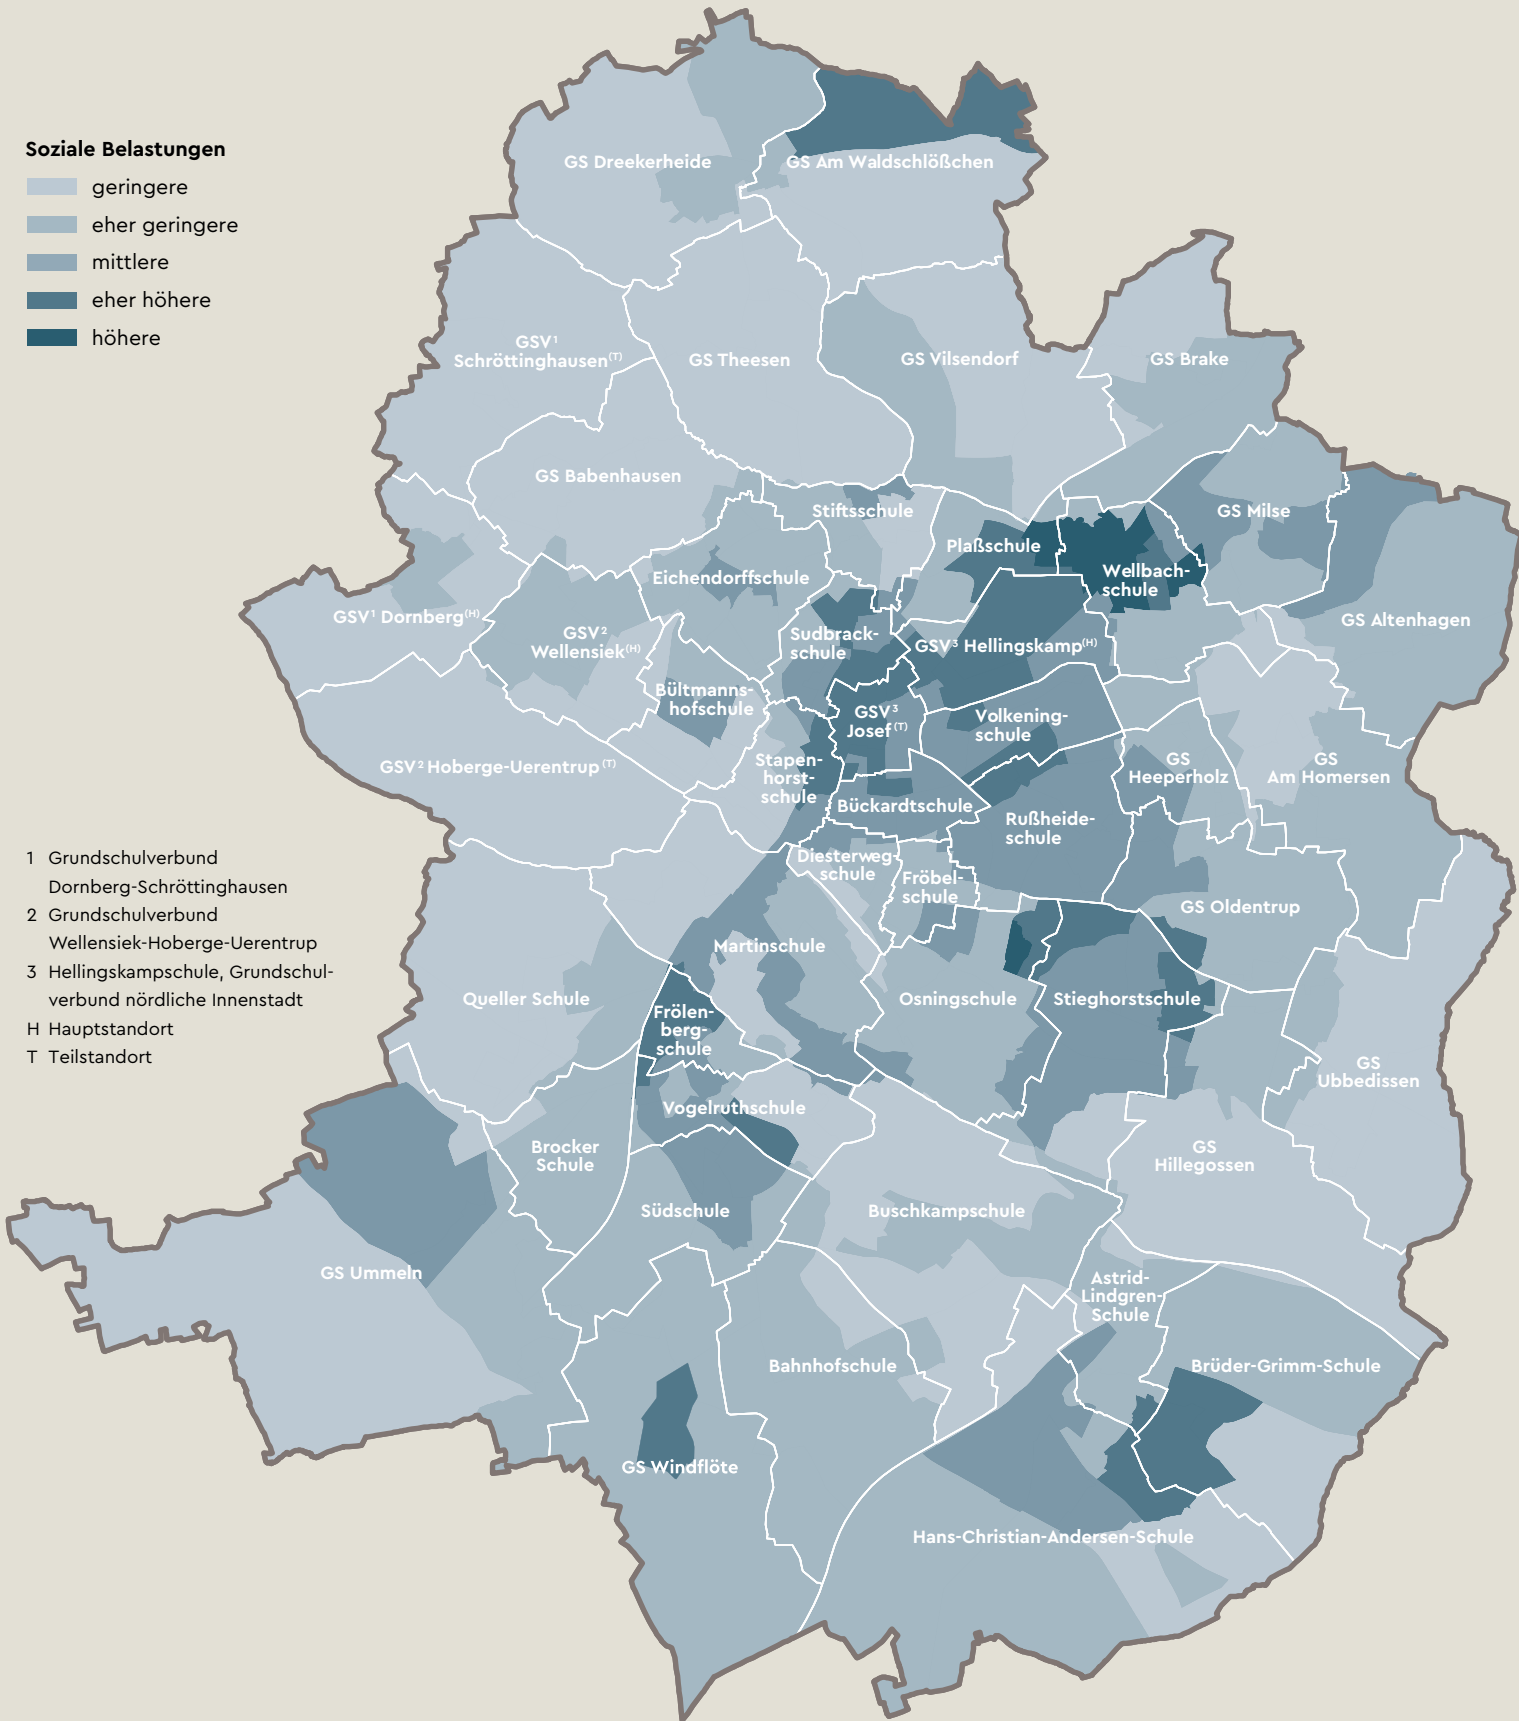 Soziale Belastungen
geringere
eher geringere
mittlere
eher höhere
höhere
GS Dreekerheide
GS Am Waldschlößchen
GSV¹
Schröttinghausen(T)
GS Theesen
GS Vilsendorf
GS Brake
GS Babenhausen
Stiftsschule
GS Milse
Plaßschule
Eichendorffschule
Wellbach-
schule
GSV¹ Dornberg(H)
GSV²
Wellensiek(H)
Sudbrack-
schule
GSV³ Hellingskamp(H)
GS Altenhagen
Bültmanns-
hofschule
GSV³
Josef(T)
Volkening-
schule
GSV² Hoberge-Uerentrup(T)
Stapen-
horst-
schule
GS
Heeperholz
GS
Am Homersen
Bückardtschule
Rußheide-
schule
Diesterweg-
schule
Fröbel-
schule
GS Oldentrup
1 Grundschulverbund
Dornberg-Schröttinghausen
2 Grundschulverbund
Wellensiek-Hoberge-Uerentrup
3 Hellingskampschule, Grundschul-
verbund nördliche Innenstadt
H Hauptstandort
T Teilstandort
Martinschule
Queller Schule
Frölen-
berg-
schule
Osningschule
Stieghorstschule
GS
Ubbedissen
Vogelruthschule
Brocker
Schule
GS
Hillegossen
Südschule
Buschkampschule
GS Ummeln
Astrid-
Lindgren-
Schule
Bahnhofschule
Brüder-Grimm-Schule
GS Windflöte
Hans-Christian-Andersen-Schule